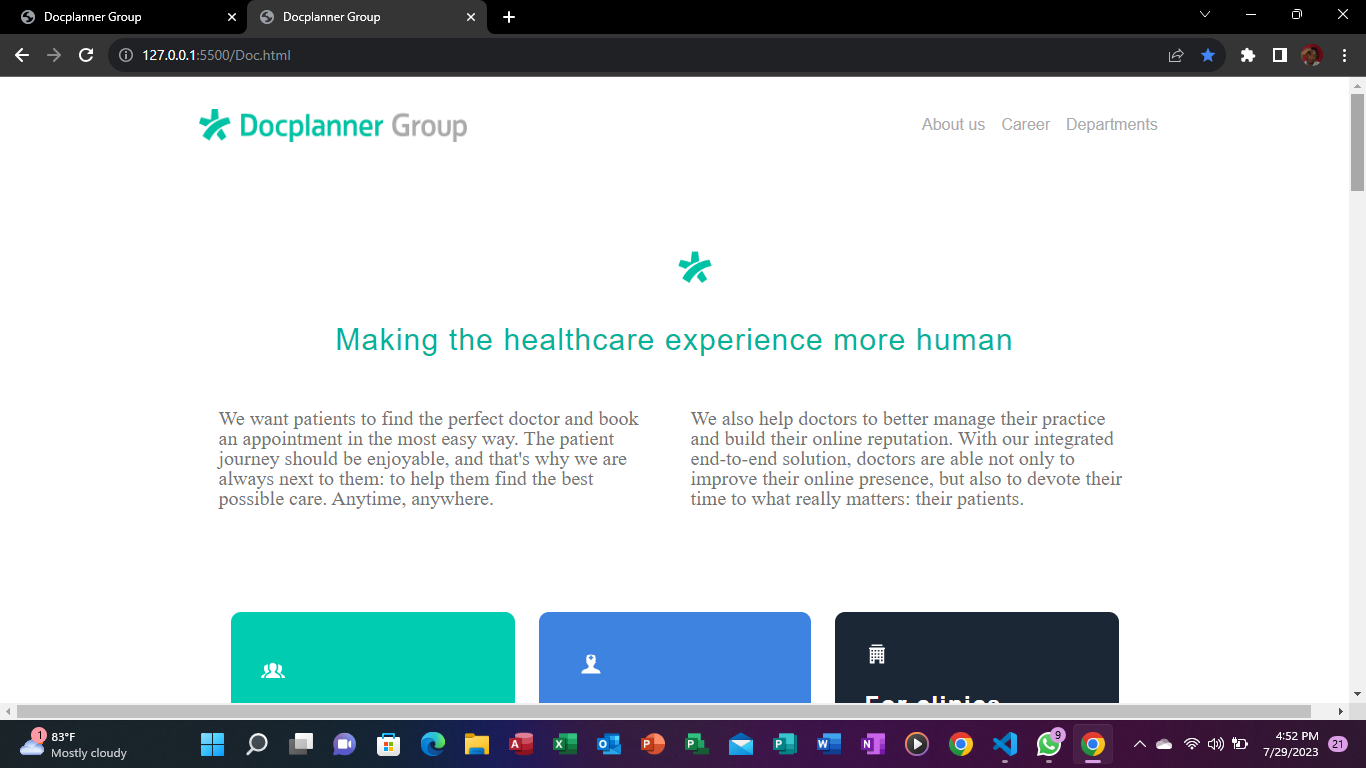 Docplanner Group
Docplanner Group
127.0.0.1:5500/Doc.html
Docplanner Group
About us Career Departments
Making the healthcare experience more human
We want patients to find the perfect doctor and book
an appointment in the most easy way. The patient
journey should be enjoyable, and that's why we are
always next to them: to help them find the best
possible care. Anytime, anywhere.
We also help doctors to better manage their practice
and build their online reputation. With our integrated
end-to-end solution, doctors are able not only to
improve their online presence, but also to devote their
time to what really matters: their patients.
For clinics
1
83°F
Mostly cloudy
9
4:52 PM
7/29/2023
21